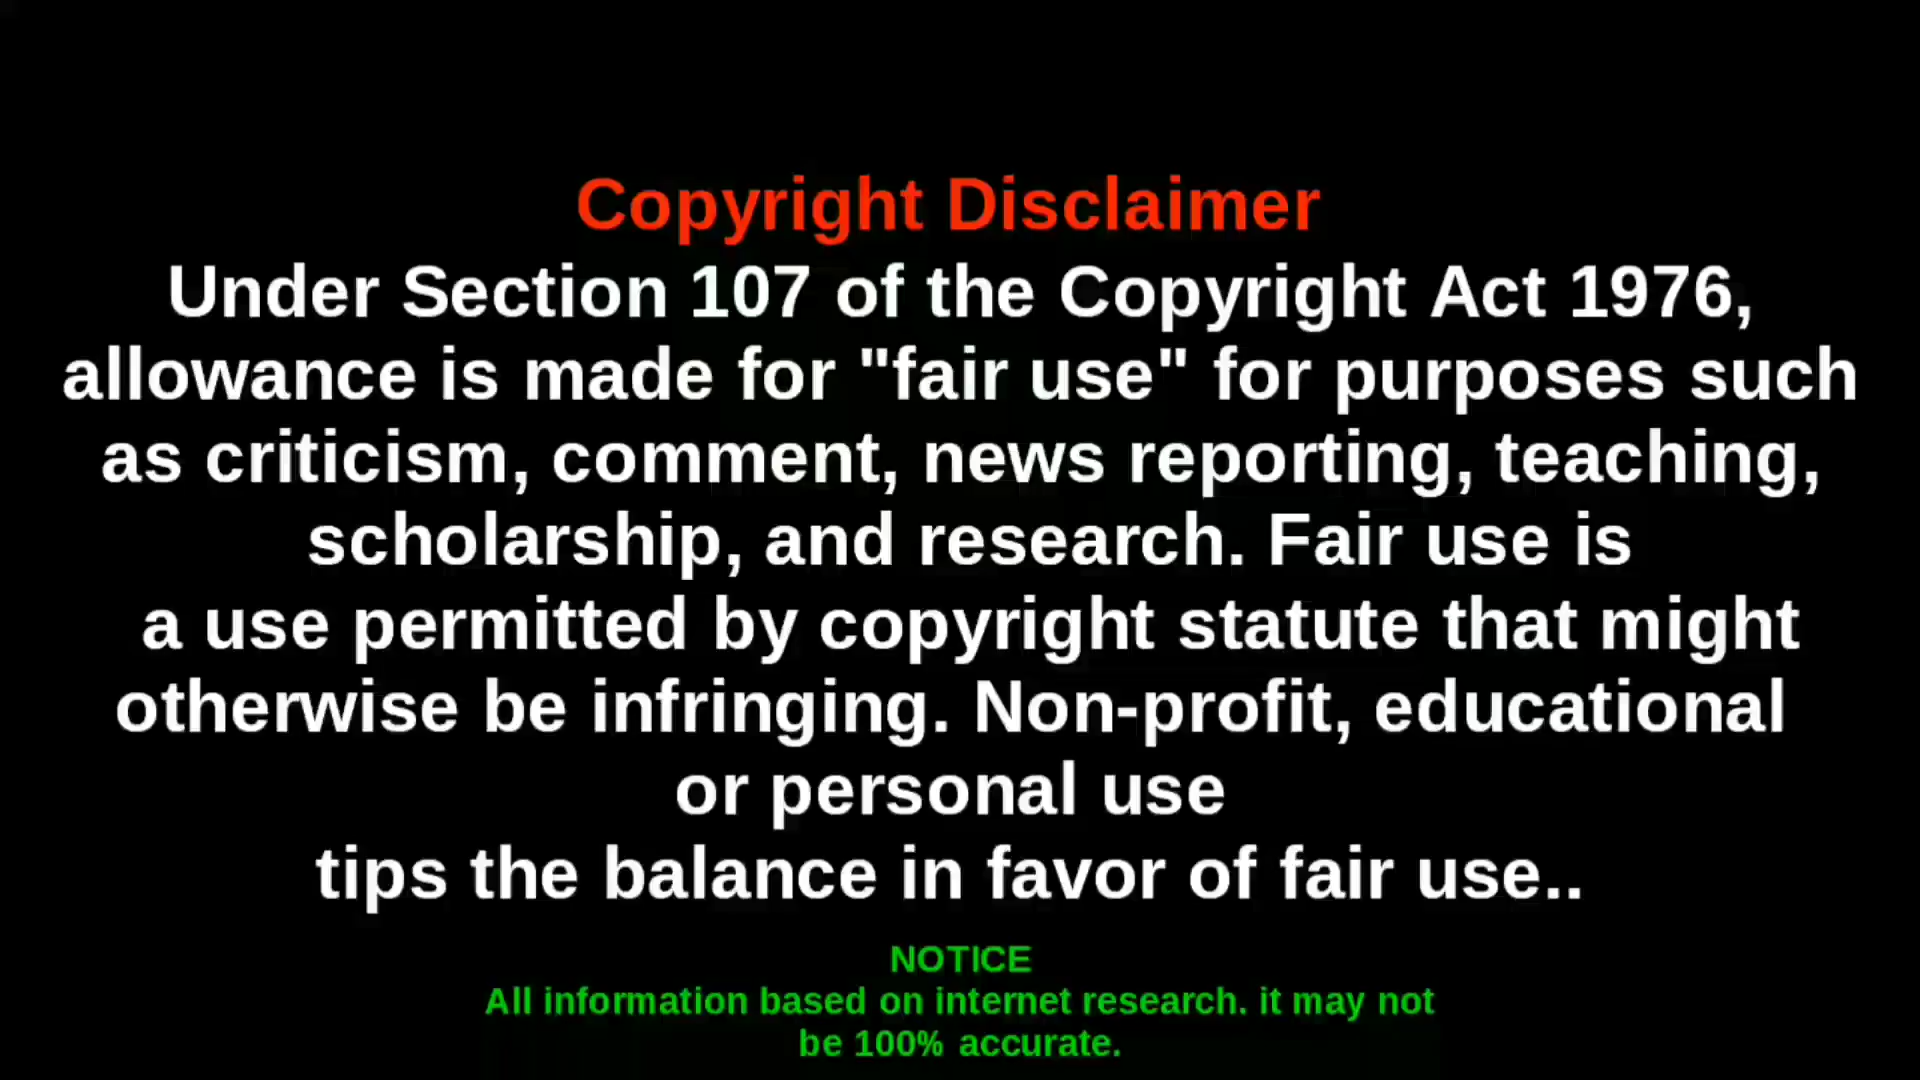 Copyright Disclaimer
Under Section 107 of the Copyright Act 1976,
allowance is made for "fair use" for purposes such
as criticism, comment, news reporting, teaching,
scholarship, and research. Fair use is
a use permitted by copyright statute that might
otherwise be infringing. Non-profit, educational
or personal use
tips the balance in favor of fair use..
NOTICE
All information based on internet research. it may not
be 100% accurate.